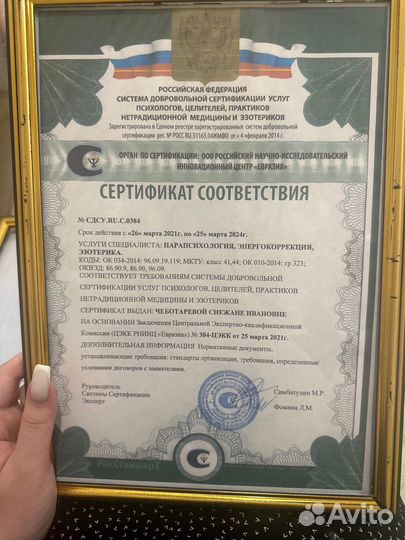 РОССИЙСКАЯ ФЕДЕРАЦИЯ
СИСТЕМА ДОБРОВОЛЬНОЙ СЕРТИФИКАЦИИ УСЛУГ
ПСИХОЛОГОВ, ЦЕЛИТЕЛЕЙ, ПРАКТИКОВ
НЕТРАДИЦИОННОЙ МЕДИЦИНЫ И ЭЗОТЕРИКОВ
Зарегистрирована в Едином реестре зарегистрированных систем добровольной
сертификации рег. № РОСС RU.31163.04ЖМФ0 от « 4 »февраля 2014 г.
ОРГАН ПО СЕРТИФИКАЦИИ: ООО РОССИЙСКИЙ НАУЧНО-ИССЛЕДОВАТЕЛЬСКИЙ
ИННОВАЦИОННЫЙ ЦЕНТР «ЕВРАЗИЯ»
СЕРТИФИКАТ СООТВЕТСТВИЯ
№ СДСУ.RU.С.0384
Срок действия с «26» марта 2021г. по «25» марта 2024г.
УСЛУГИ СПЕЦИАЛИСТА: ПАРАПСИХОЛОГИЯ, ЭНЕРГОКОРРЕКЦИЯ,
ЭЗОТЕРИКА.
КОДЫ: ОК 034-2014: 96.09.19.119; МКТУ: класс 41,44; ОК 010-2014: гр 323;
ОКВЭД: 86.90.9, 86.90, 96.09.
СООТВЕТСТВУЕТ ТРЕБОВАНИЯМ СИСТЕМЫ ДОБРОВОЛЬНОЙ
СЕРТИФИКАЦИИ УСЛУГ ПСИХОЛОГОВ, ЦЕЛИТЕЛЕЙ, ПРАКТИКОВ
НЕТРАДИЦИОННОЙ МЕДИЦИНЫ И ЭЗОТЕРИКОВ
СЕРТИФИКАТ ВЫДАН: ЧЕБОТАРЕВОЙ СНЕЖАНЕ ИВАНОВНЕ
НА ОСНОВАНИИ Заключения Центральной Экспертно-квалификационной
Комиссии (ЦЭКК РНИИЦ «Евразия») № 384-ЦЭКК от 25 марта 2021г.
ДОПОЛНИТЕЛЬНАЯ ИНФОРМАЦИЯ Нормативные документы,
устанавливающие требования: стандарты организации, требования, определенные
условиями договоров с заявителями.
Руководитель
Системы Сертификации
Симбатулин М.Р.
Эксперт
Фомина Л.М.
РосСтандарт
Avito